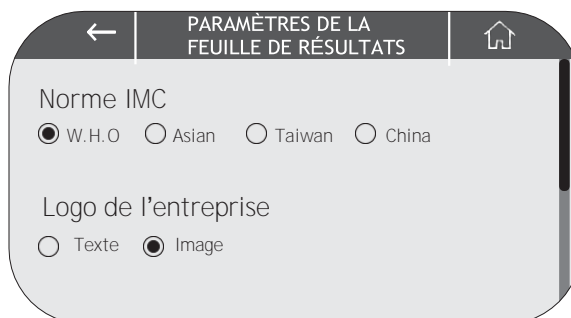 PARAMÈTRES DE LA
FEUILLE DE RÉSULTATS
Norme IMC
W.H.O Asian Taiwan China
Logo de l'entreprise
Texte Image